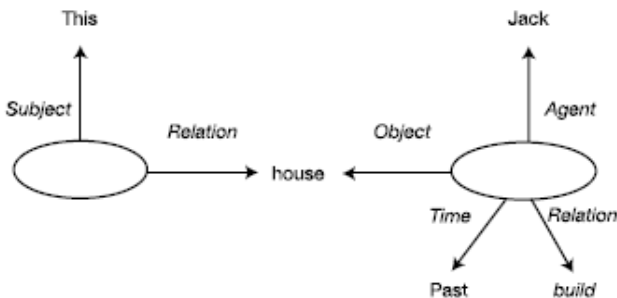 This Jack
Subject Agent
Relation Object
house
Time Relation
Past build